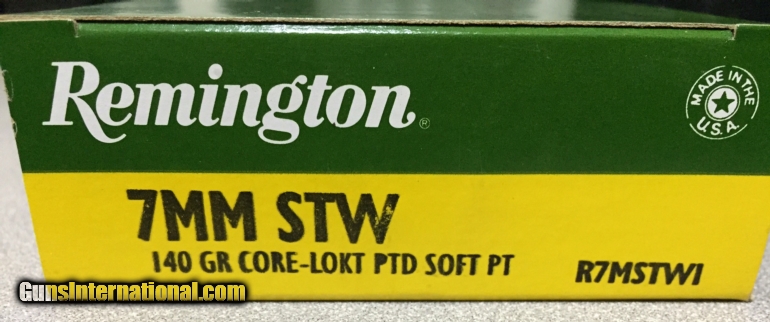 Remington®
MADE IN THE
U.S.A.
7MM STW
140 GR CORE-LOKT PTD SOFT PT
R7MSTW1
GunsInternational.com